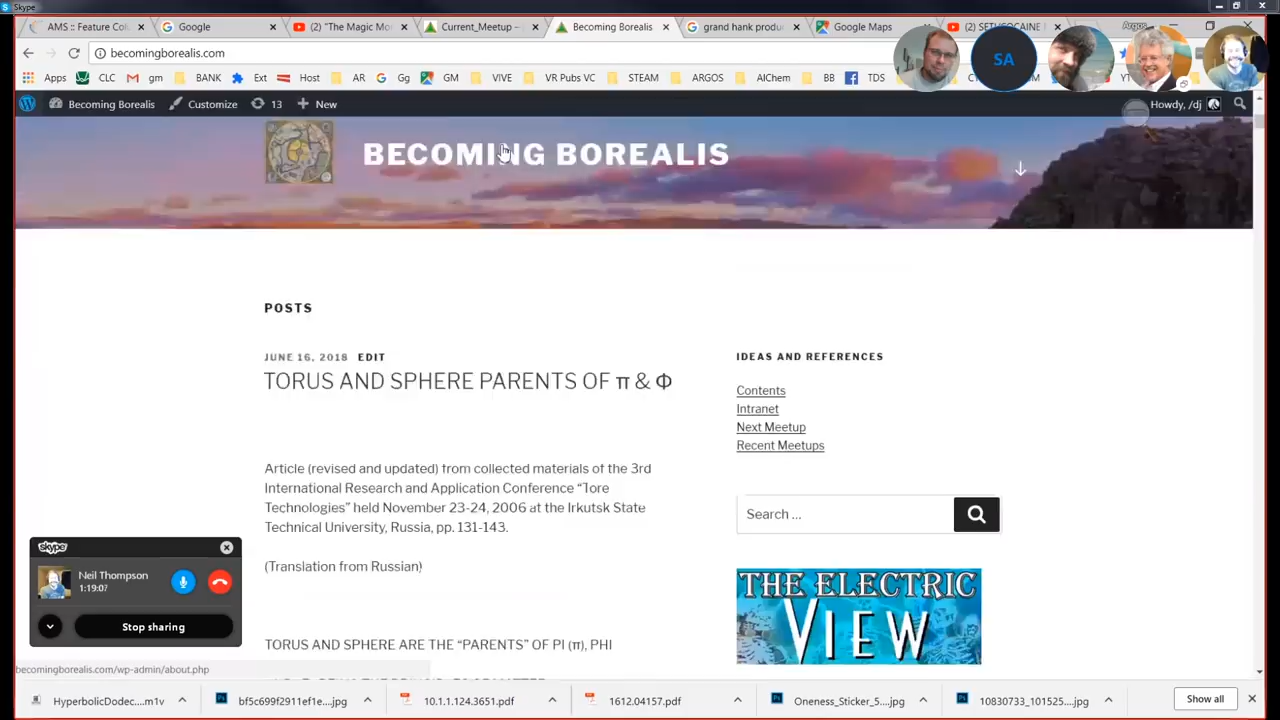 Skype
AMS :: Feature Colu
Google
(2) "The Magic Mo
Current_Meetup –
Becoming Borealis
grand hank produ
Google Maps
Argos
becomingborealis.com
SA
Apps
CLC
gm
BANK
Ext
Host
AR
Gg
GM
VIVE
VR Pubs VC
STEAM
ARGOS
AIChem
BB
TDS
Becoming Borealis
Customize
13
New
Howdy, /dj
BECOMING BOREALIS
POSTS
JUNE 16, 2018 EDIT
TORUS AND SPHERE PARENTS OF π & Φ
Article (revised and updated) from collected materials of the 3rd
International Research and Application Conference “Tore
Technologies” held November 23-24, 2006 at the Irkutsk State
Technical University, Russia, pp. 131-143.
(Translation from Russian)
TORUS AND SPHERE ARE THE “PARENTS” OF PI (π), PHI
IDEAS AND REFERENCES
Contents
Intranet
Next Meetup
Recent Meetups
Search …
THE ELECTRIC
VIEW
skype
Neil Thompson
1:19:07
Stop sharing
becomingborealis.com/wp-admin/about.php
HyperbolicDodec....m1v
bf5c699f2911ef1e....jpg
10.1.1.124.3651.pdf
1612.04157.pdf
Oneness_Sticker_5....jpg
10830733_101525....jpg
Show all